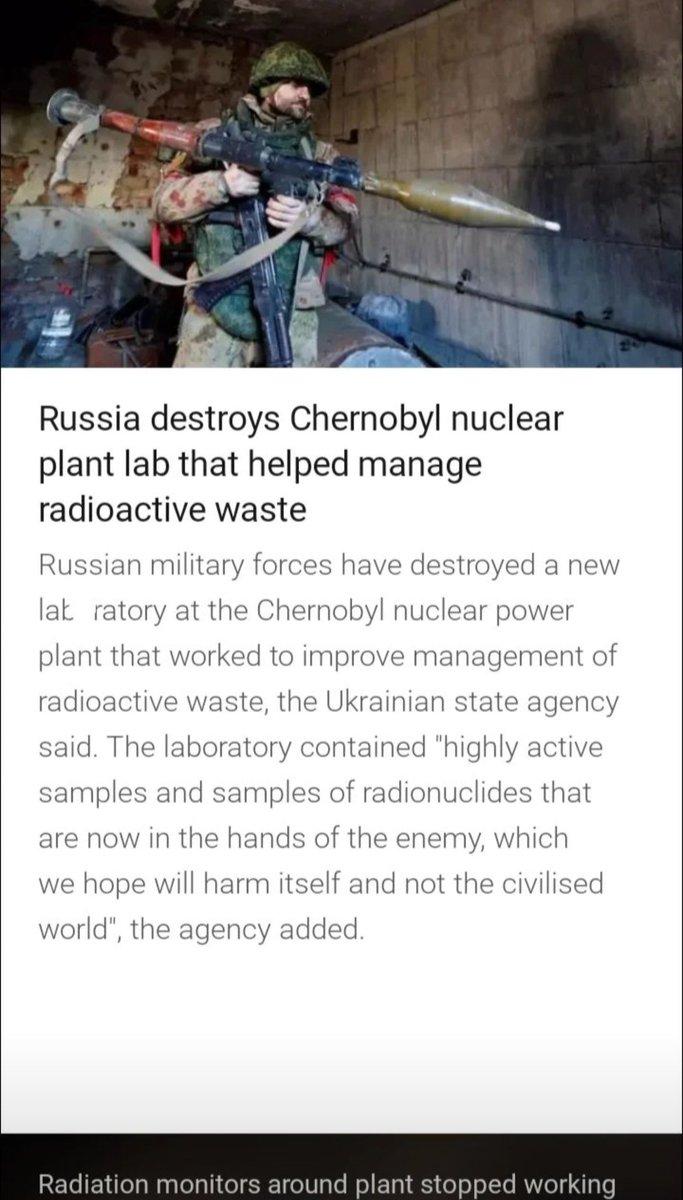 Russia destroys Chernobyl nuclear
plant lab that helped manage
radioactive waste
Russian military forces have destroyed a new
lab ratory at the Chernobyl nuclear power
plant that worked to improve management of
radioactive waste, the Ukrainian state agency
said. The laboratory contained "highly active
samples and samples of radionuclides that
are now in the hands of the enemy, which
we hope will harm itself and not the civilised
world", the agency added.
Radiation monitors around plant stopped working